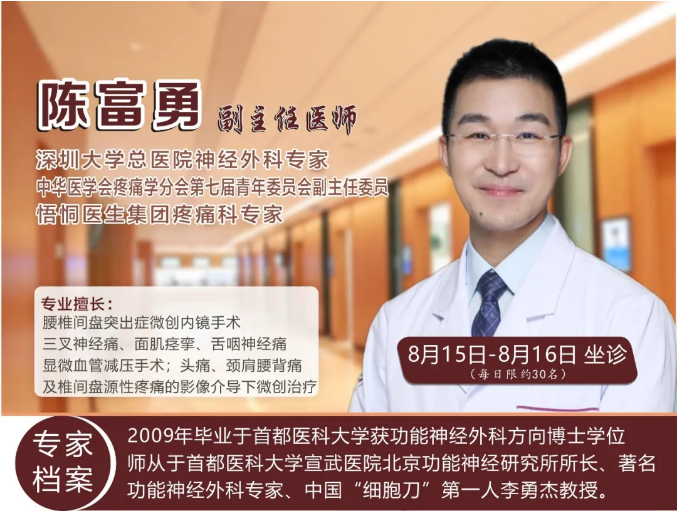 陈富勇 副主任医师
深圳大学总医院神经外科专家
中华医学会疼痛学分会第七届青年委员会副主任委员
悟恫医生集团疼痛科专家
专业擅长：
腰椎间盘突出症微创内镜手术
三叉神经痛、面肌痉挛、舌咽神经痛
显微血管减压手术；头痛、颈肩腰背痛
及椎间盘源性疼痛的影像介导下微创治疗
8月15日-8月16日 坐诊
（每日限约30名）
专家
档案
2009年毕业于首都医科大学获功能神经外科方向博士学位
师从于首都医科大学宣武医院北京功能神经研究所所长、著名
功能神经外科专家、中国“细胞刀”第一人李勇杰教授。